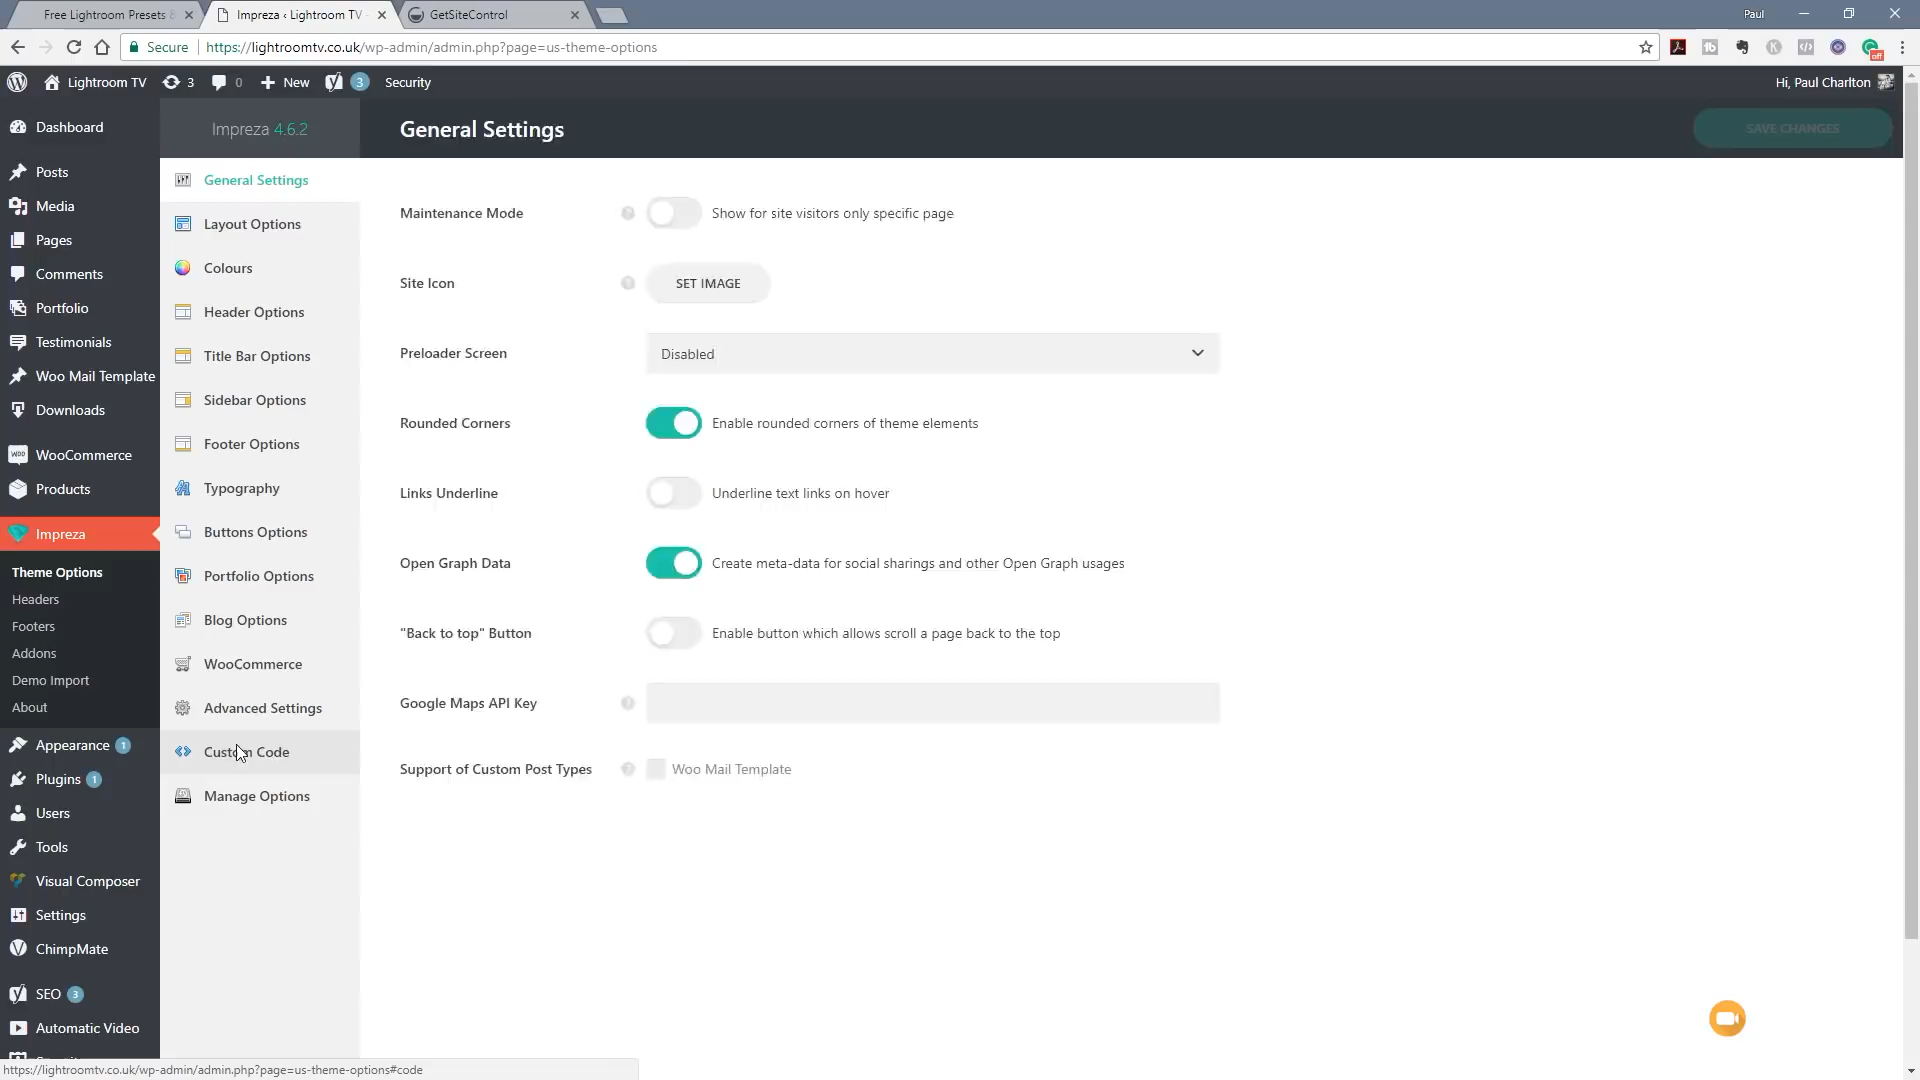 Free Lightroom Presets &
Impreza ‹ Lightroom TV
GetSiteControl
Paul
Secure
https://lightroomtv.co.uk/wp-admin/admin.php?page=us-theme-options
off
Lightroom TV
3
0
New
3
Security
Hi, Paul Charlton
Dashboard
Posts
Media
Pages
Comments
Portfolio
Testimonials
Woo Mail Template
Downloads
WooCommerce
Products
Impreza
Theme Options
Headers
Footers
Addons
Demo Import
About
Appearance 1
Plugins 1
Users
Tools
Visual Composer
Settings
ChimpMate
SEO 3
Automatic Video
Impreza 4.6.2
General Settings
Layout Options
Colours
Header Options
Title Bar Options
Sidebar Options
Footer Options
Typography
Buttons Options
Portfolio Options
Blog Options
WooCommerce
Advanced Settings
Custom Code
Manage Options
General Settings
SAVE CHANGES
Maintenance Mode
Show for site visitors only specific page
Site Icon
SET IMAGE
Preloader Screen
Disabled
Rounded Corners
Enable rounded corners of theme elements
Links Underline
Underline text links on hover
Open Graph Data
Create meta-data for social sharings and other Open Graph usages
"Back to top" Button
Enable button which allows scroll a page back to the top
Google Maps API Key
Support of Custom Post Types
Woo Mail Template
https://lightroomtv.co.uk/wp-admin/admin.php?page=us-theme-options#code